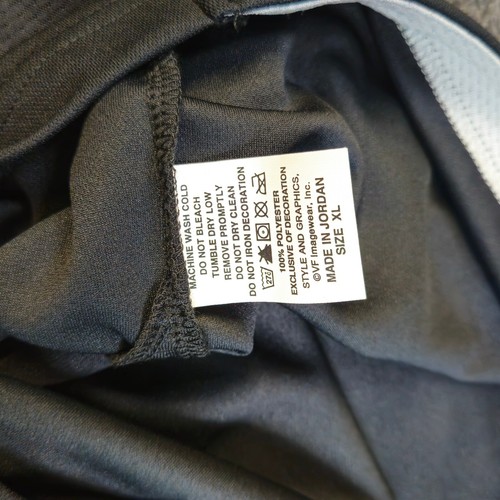 MACHINE WASH COLD
DO NOT BLEACH
TUMBLE DRY LOW
REMOVE PROMPTLY
DO NOT DRY CLEAN
DO NOT IRON DECORATION
100% POLYESTER
EXCLUSIVE OF DECORATION
STYLE AND GRAPHICS.
©VF Imagewear, Inc.
MADE IN JORDAN
SIZE XL